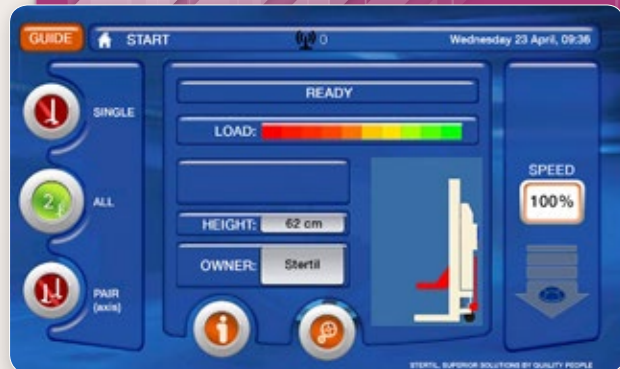 GUIDE
START
0
Wednesday 23 April, 09:36
READY
SINGLE
LOAD:
2
ALL
SPEED
100%
HEIGHT: 62 cm
OWNER: Stertil
PAIR
(axis)
i
STERTIL, SUPERIOR SOLUTIONS BY QUALITY PEOPLE